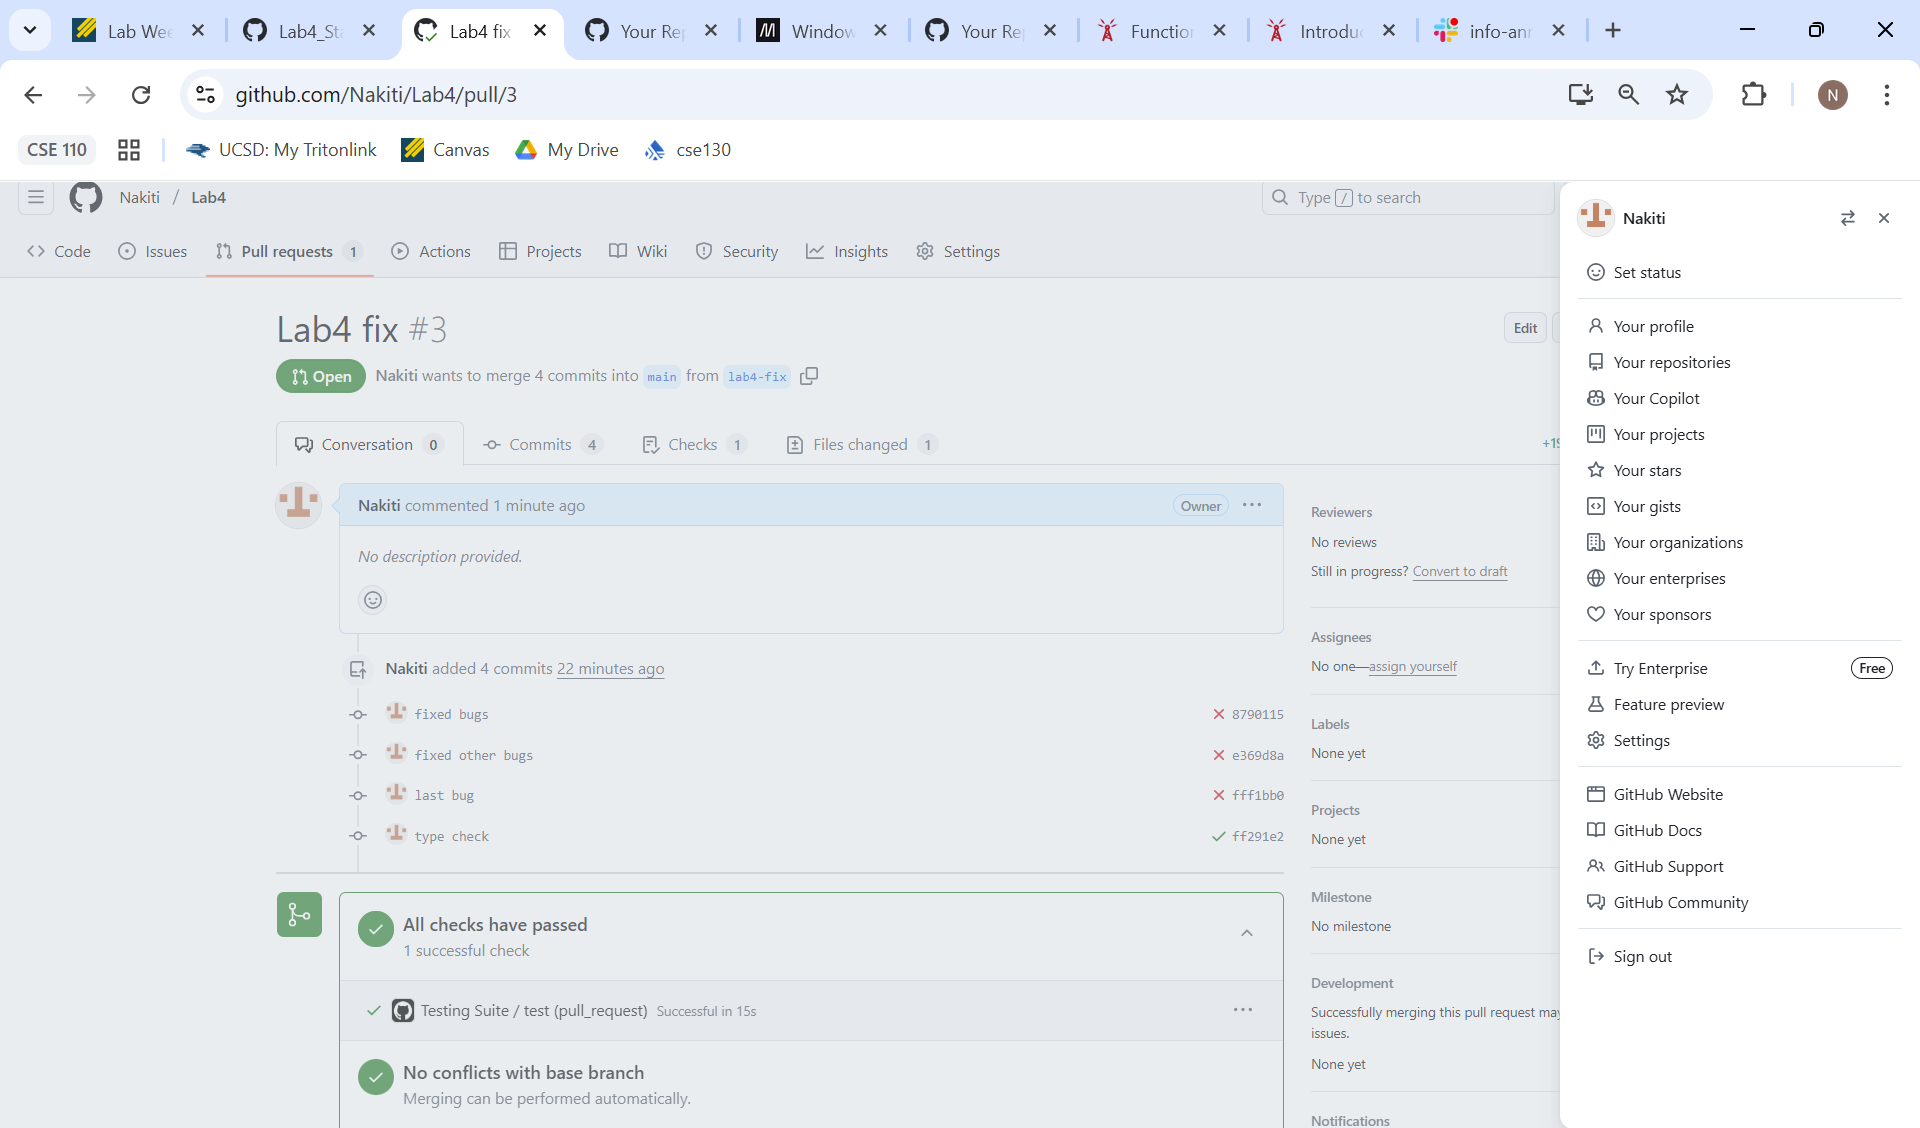 Lab Wee
Lab4_Sta
Lab4 fix
Your Rep
Window
Your Rep
Function
Introduc
info-ann
github.com/Nakiti/Lab4/pull/3
N
CSE 110
UCSD: My Tritonlink
Canvas
My Drive
cse130
Nakiti / Lab4
Type / to search
Code
Issues
Pull requests 1
Actions
Projects
Wiki
Security
Insights
Settings
Lab4 fix #3
Edit
Open
Nakiti wants to merge 4 commits into main from lab4-fix
Conversation 0
Commits 4
Checks 1
Files changed 1
+19
Nakiti commented 1 minute ago
Owner
No description provided.
Nakiti added 4 commits 22 minutes ago
fixed bugs
8790115
fixed other bugs
e369d8a
last bug
fff1bb0
type check
ff291e2
All checks have passed
1 successful check
Testing Suite / test (pull_request) Successful in 15s
No conflicts with base branch
Merging can be performed automatically.
Reviewers
No reviews
Still in progress? Convert to draft
Assignees
No one—assign yourself
Labels
None yet
Projects
None yet
Milestone
No milestone
Development
Successfully merging this pull request may
issues.
None yet
Notifications
Nakiti
Set status
Your profile
Your repositories
Your Copilot
Your projects
Your stars
Your gists
Your organizations
Your enterprises
Your sponsors
Try Enterprise
Free
Feature preview
Settings
GitHub Website
GitHub Docs
GitHub Support
GitHub Community
Sign out